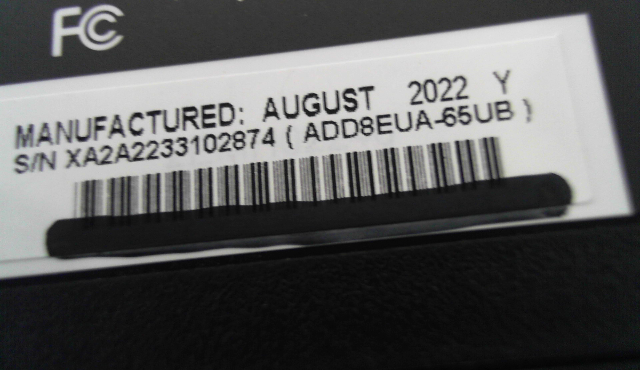 FC
MANUFACTURED: AUGUST 2022 Y
S/N XA2A2233102874 ( ADD8EUA-65UB )